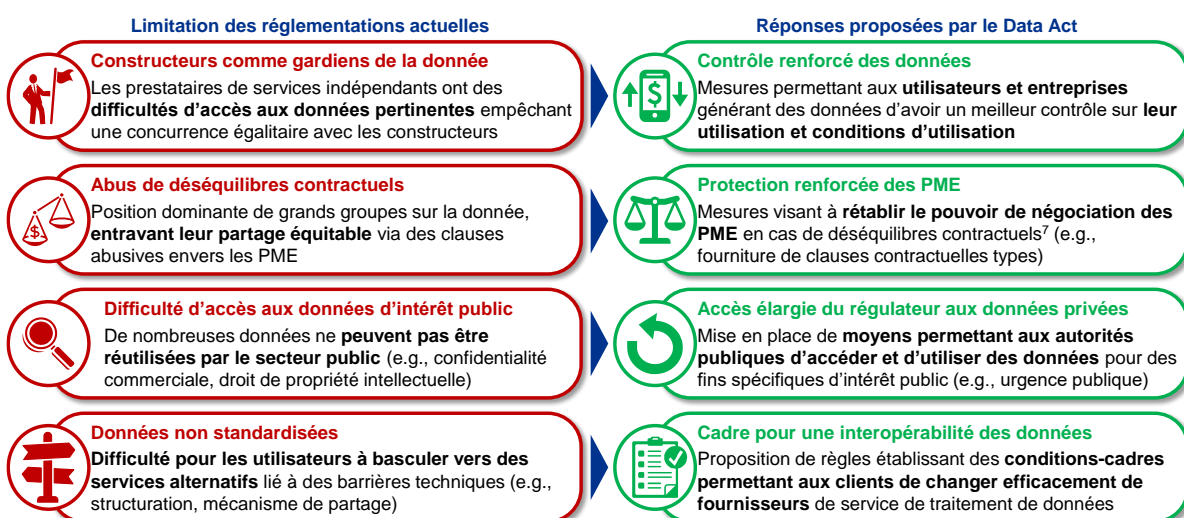 Limitation des réglementations actuelles
Réponses proposées par le Data Act
Constructeurs comme gardiens de la donnée
Les prestataires de services indépendants ont des
difficultés d'accès aux données pertinentes empêchant
une concurrence égalitaire avec les constructeurs
Contrôle renforcé des données
Mesures permettant aux utilisateurs et entreprises
générant des données d'avoir un meilleur contrôle sur leur
utilisation et conditions d'utilisation
Abus de déséquilibres contractuels
Position dominante de grands groupes sur la donnée,
entravant leur partage équitable via des clauses
abusives envers les PME
Protection renforcée des PME
Mesures visant à rétablir le pouvoir de négociation des
PME en cas de déséquilibres contractuels⁷ (e.g.,
fourniture de clauses contractuelles types)
Difficulté d'accès aux données d'intérêt public
De nombreuses données ne peuvent pas être
réutilisées par le secteur public (e.g., confidentialité
commerciale, droit de propriété intellectuelle)
Accès élargie du régulateur aux données privées
Mise en place de moyens permettant aux autorités
publiques d'accéder et d'utiliser des données pour des
fins spécifiques d'intérêt public (e.g., urgence publique)
Données non standardisées
Difficulté pour les utilisateurs à basculer vers des
services alternatifs lié à des barrières techniques (e.g.,
structuration, mécanisme de partage)
Cadre pour une interopérabilité des données
Proposition de règles établissant des conditions-cadres
permettant aux clients de changer efficacement de
fournisseurs de service de traitement de données